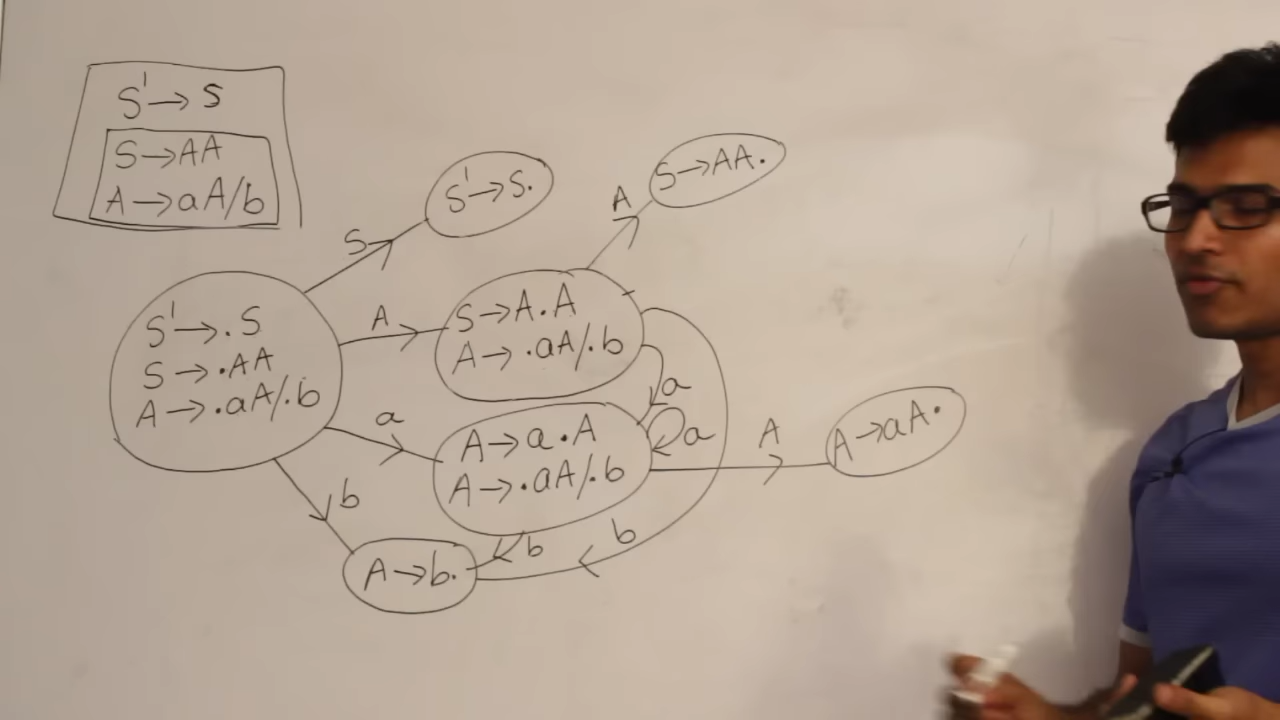 S'→S
S→AA
A→aA/b
S'→S.
S→AA.
S
A
S'→.S
S→.AA
A→.aA/.b
A
S→A.A
A→.aA/.b
a
a
A→a.A
A→.aA/.b
a
A
A→aA.
b
A→b.
b
b